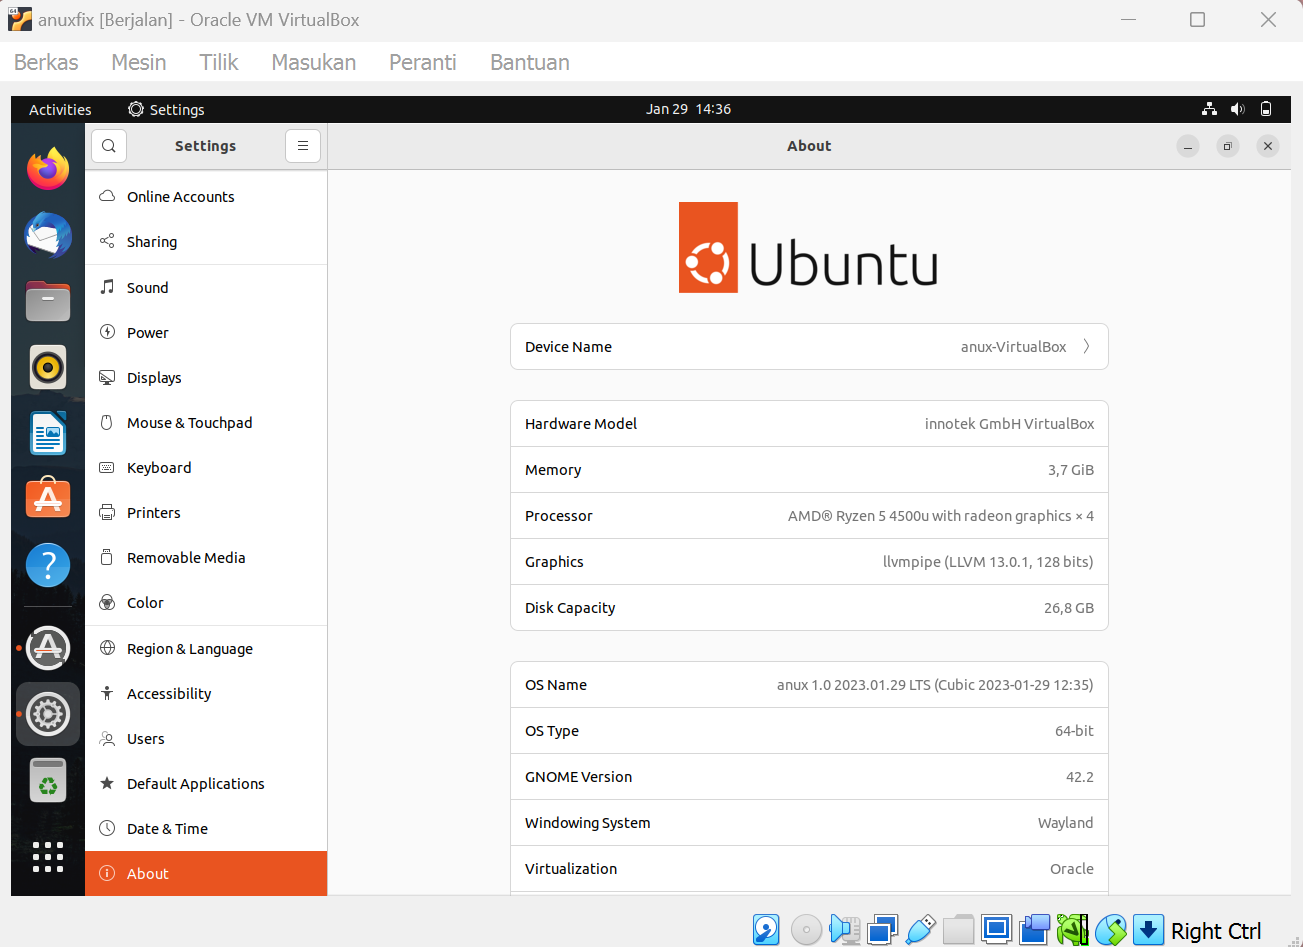 anuxfix [Berjalan] - Oracle VM VirtualBox
Berkas Mesin Tilik Masukan Peranti Bantuan
Activities Settings Jan 29 14:36
Settings
About
Online Accounts
Sharing
Sound
Power
Displays
Mouse & Touchpad
Keyboard
Printers
Removable Media
Color
Region & Language
Accessibility
Users
Default Applications
Date & Time
About
Ubuntu
Device Name anux-VirtualBox
Hardware Model innotek GmbH VirtualBox
Memory 3,7 GiB
Processor AMD® Ryzen 5 4500u with radeon graphics × 4
Graphics llvmpipe (LLVM 13.0.1, 128 bits)
Disk Capacity 26,8 GB
OS Name anux 1.0 2023.01.29 LTS (Cubic 2023-01-29 12:35)
OS Type 64-bit
GNOME Version 42.2
Windowing System Wayland
Virtualization Oracle
Right Ctrl